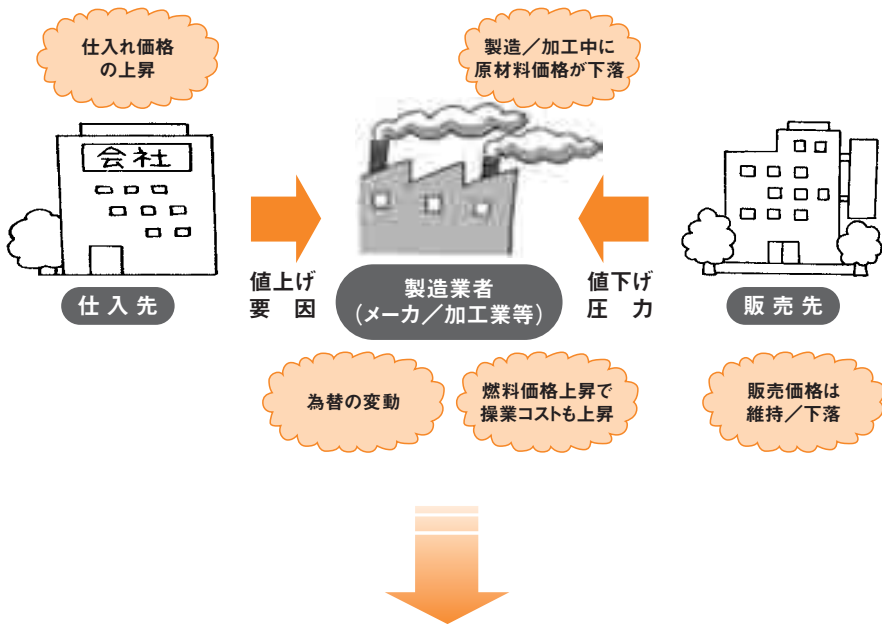 仕入れ価格
の上昇
製造／加工中に
原材料価格が下落
会社
値上げ
要 因
値下げ
圧 力
仕 入 先
製造業者
（メーカ／加工業等）
販 売 先
為替の変動
燃料価格上昇で
操業コストも上昇
販売価格は
維持／下落